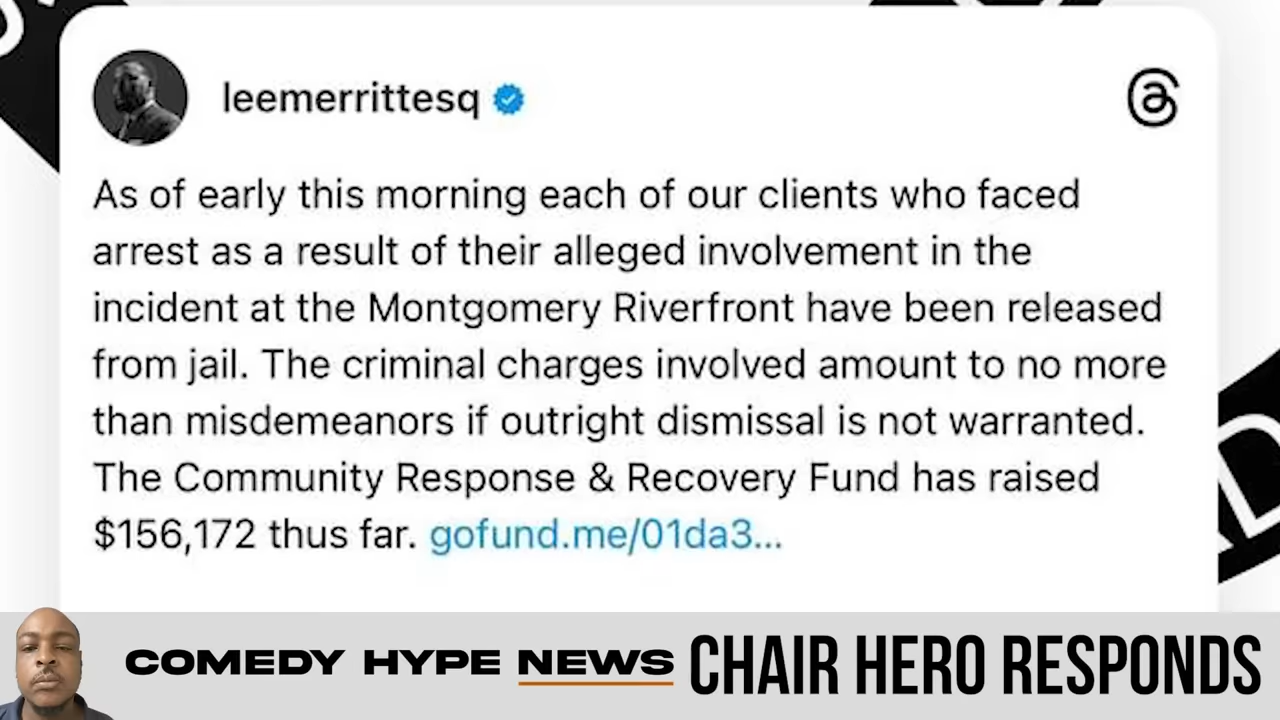 leemerrittesq
As of early this morning each of our clients who faced
arrest as a result of their alleged involvement in the
incident at the Montgomery Riverfront have been released
from jail. The criminal charges involved amount to no more
than misdemeanors if outright dismissal is not warranted.
The Community Response & Recovery Fund has raised
$156,172 thus far. gofund.me/01da3...
COMEDY HYPE NEWS CHAIR HERO RESPONDS